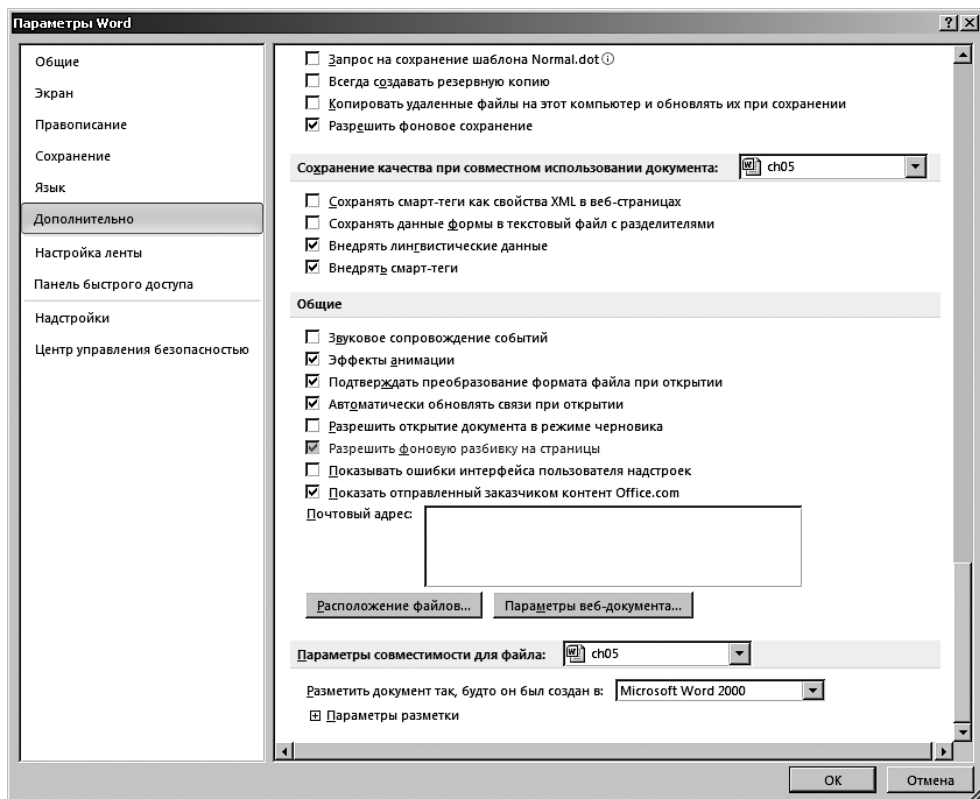 Параметры Word
Общие
Экран
Правописание
Сохранение
Язык
Дополнительно
Настройка ленты
Панель быстрого доступа
Надстройки
Центр управления безопасностью
Запрос на сохранение шаблона Normal.dot
Всегда создавать резервную копию
Копировать удаленные файлы на этот компьютер и обновлять их при сохранении
Разрешить фоновое сохранение
Сохранение качества при совместном использовании документа: ch05
Сохранять смарт-теги как свойства XML в веб-страницах
Сохранять данные формы в текстовый файл с разделителями
Внедрять лингвистические данные
Внедрять смарт-теги
Общие
Звуковое сопровождение событий
Эффекты анимации
Подтверждать преобразование формата файла при открытии
Автоматически обновлять связи при открытии
Разрешить открытие документа в режиме черновика
Разрешить фоновую разбивку на страницы
Показывать ошибки интерфейса пользователя надстроек
Показать отправленный заказчиком контент Office.com
Почтовый адрес:
Расположение файлов... Параметры веб-документа...
Параметры совместимости для файла: ch05
Разметить документ так, будто он был создан в: Microsoft Word 2000
Параметры разметки
ОК Отмена